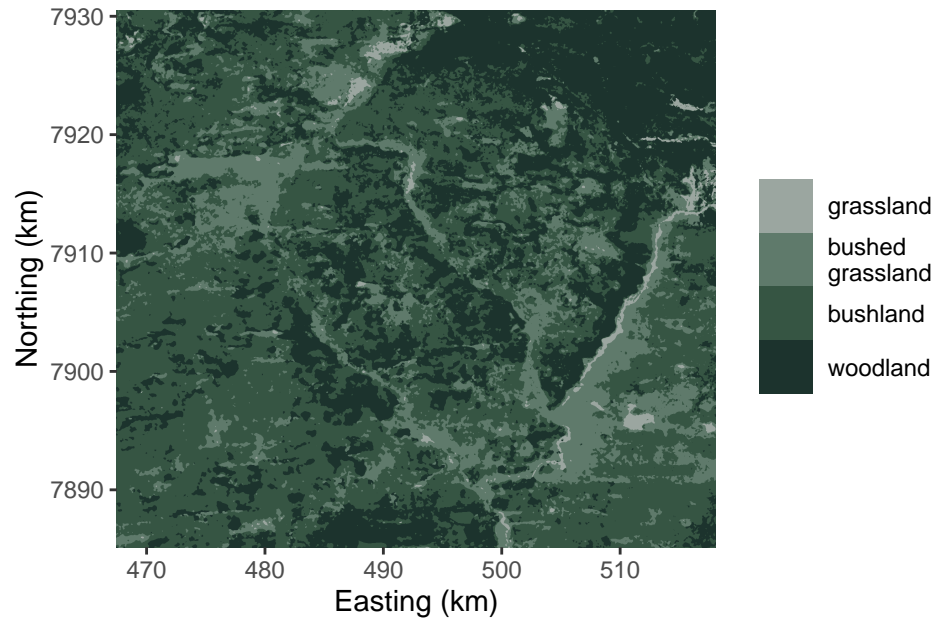 7930
7920
7910
7900
7890
Northing (km)
470
480
490
500
510
Easting (km)
grassland
bushed
grassland
bushland
woodland